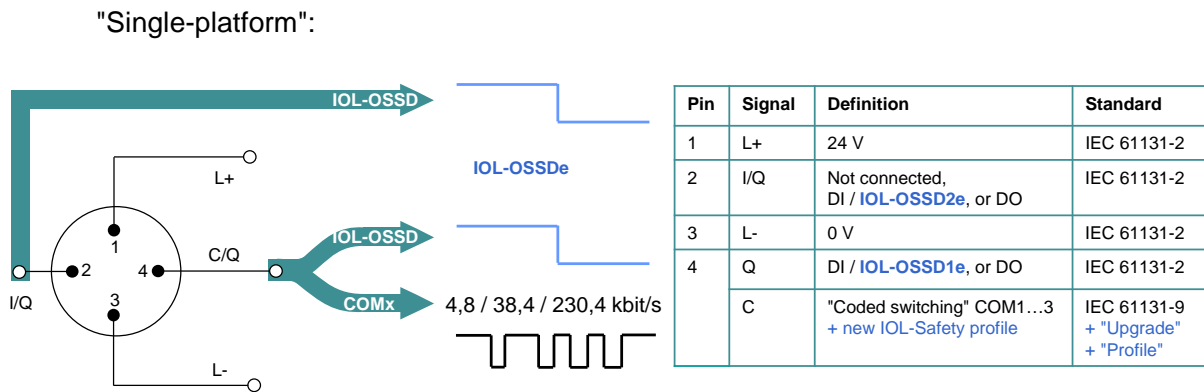 "Single-platform":
IOL-OSSD
L+
IOL-OSSDe
1
2
4
3
C/Q
I/Q
IOL-OSSD
COMx
4,8 / 38,4 / 230,4 kbit/s
L-
Pin Signal Definition Standard
1 L+ 24 V IEC 61131-2
2 I/Q Not connected, IEC 61131-2
DI / IOL-OSSD2e, or DO
3 L- 0 V IEC 61131-2
4 Q DI / IOL-OSSD1e, or DO IEC 61131-2
C "Coded switching" COM1…3 IEC 61131-9
+ new IOL-Safety profile + "Upgrade"
+ "Profile"